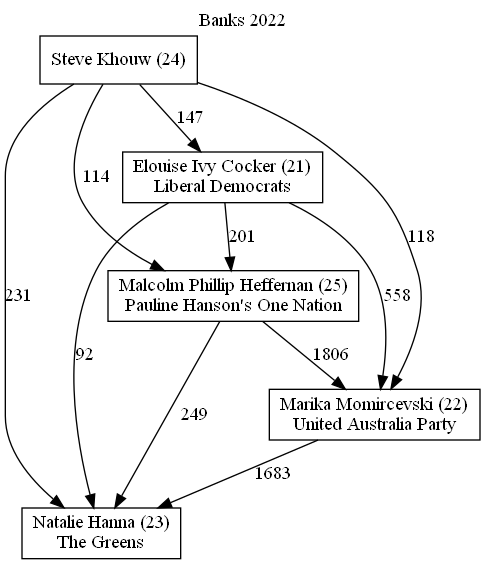 Banks 2022
Steve Khouw (24)
147
Elouise Ivy Cocker (21)
Liberal Democrats
114
231
201
118
Malcolm Phillip Heffernan (25)
Pauline Hanson's One Nation
558
92
1806
249
Marika Momircevski (22)
United Australia Party
1683
Natalie Hanna (23)
The Greens